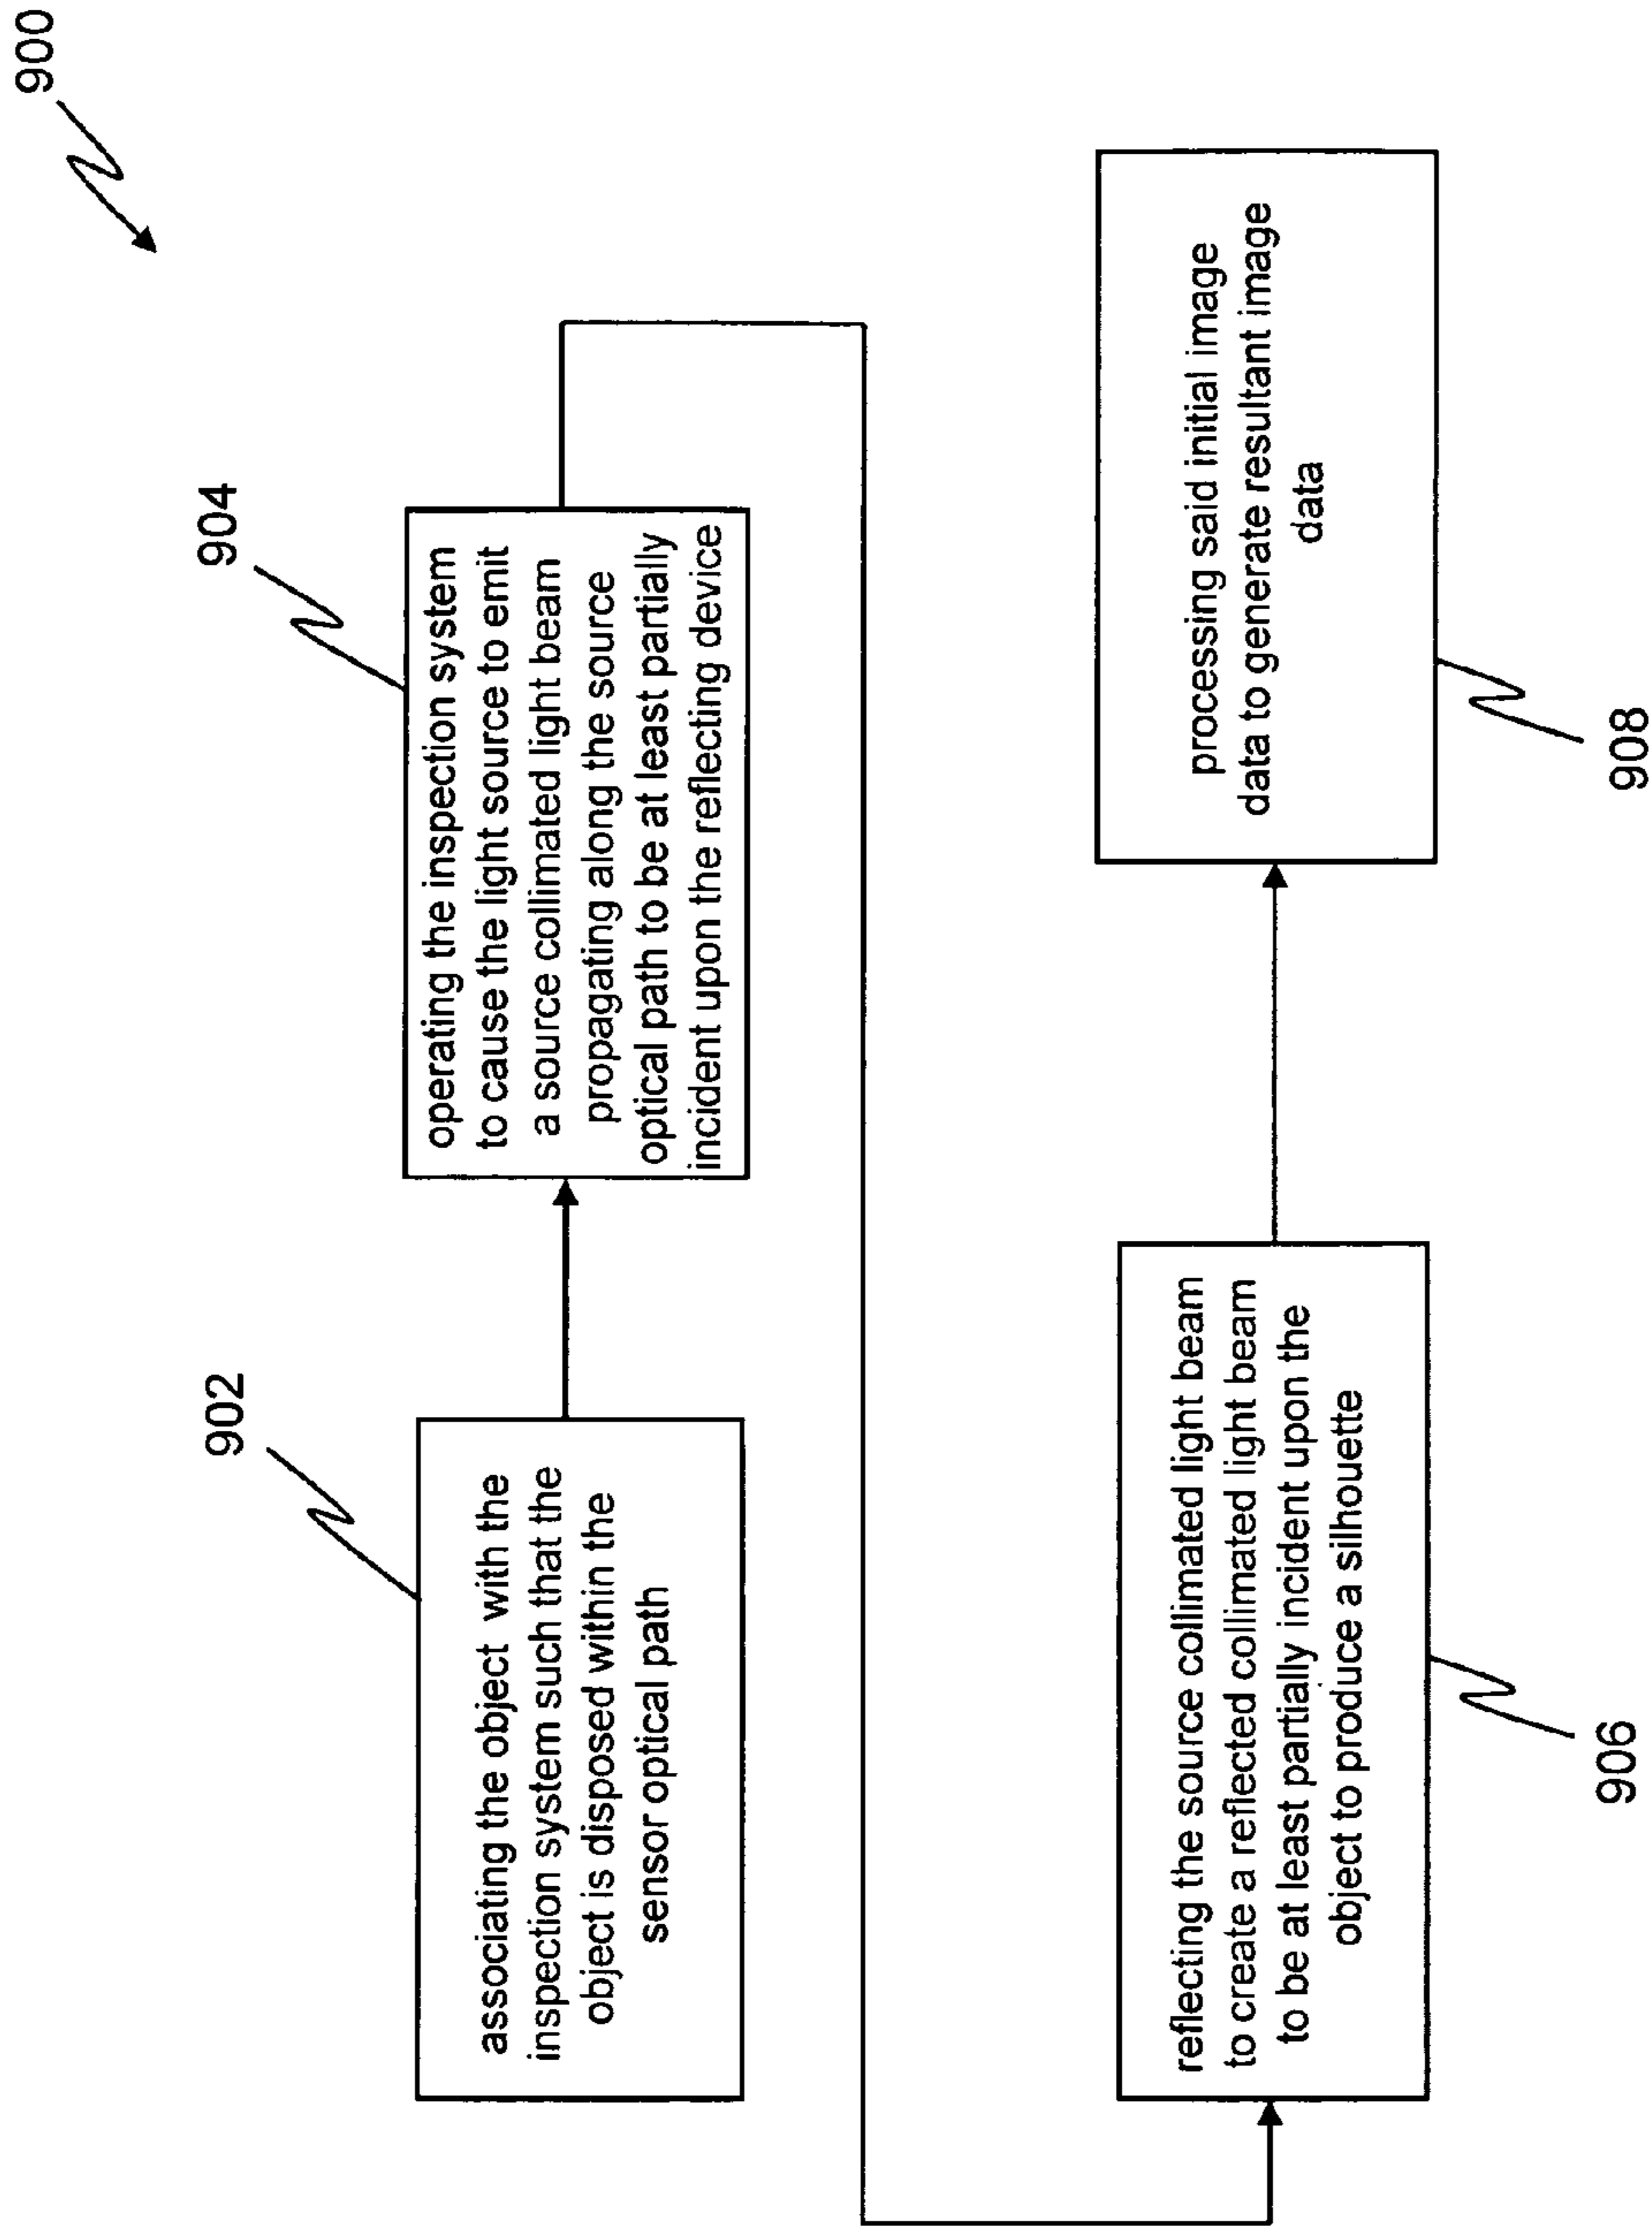 900
902
associating the object with the
inspection system such that the
object is disposed within the
sensor optical path
904
operating the inspection system
to cause the light source to emit
a source collimated light beam
propagating along the source
optical path to be at least partially
incident upon the reflecting device
reflecting the source collimated light beam
to create a reflected collimated light beam
to be at least partially incident upon the
object to produce a silhouette
906
processing said initial image
data to generate resultant image
data
908